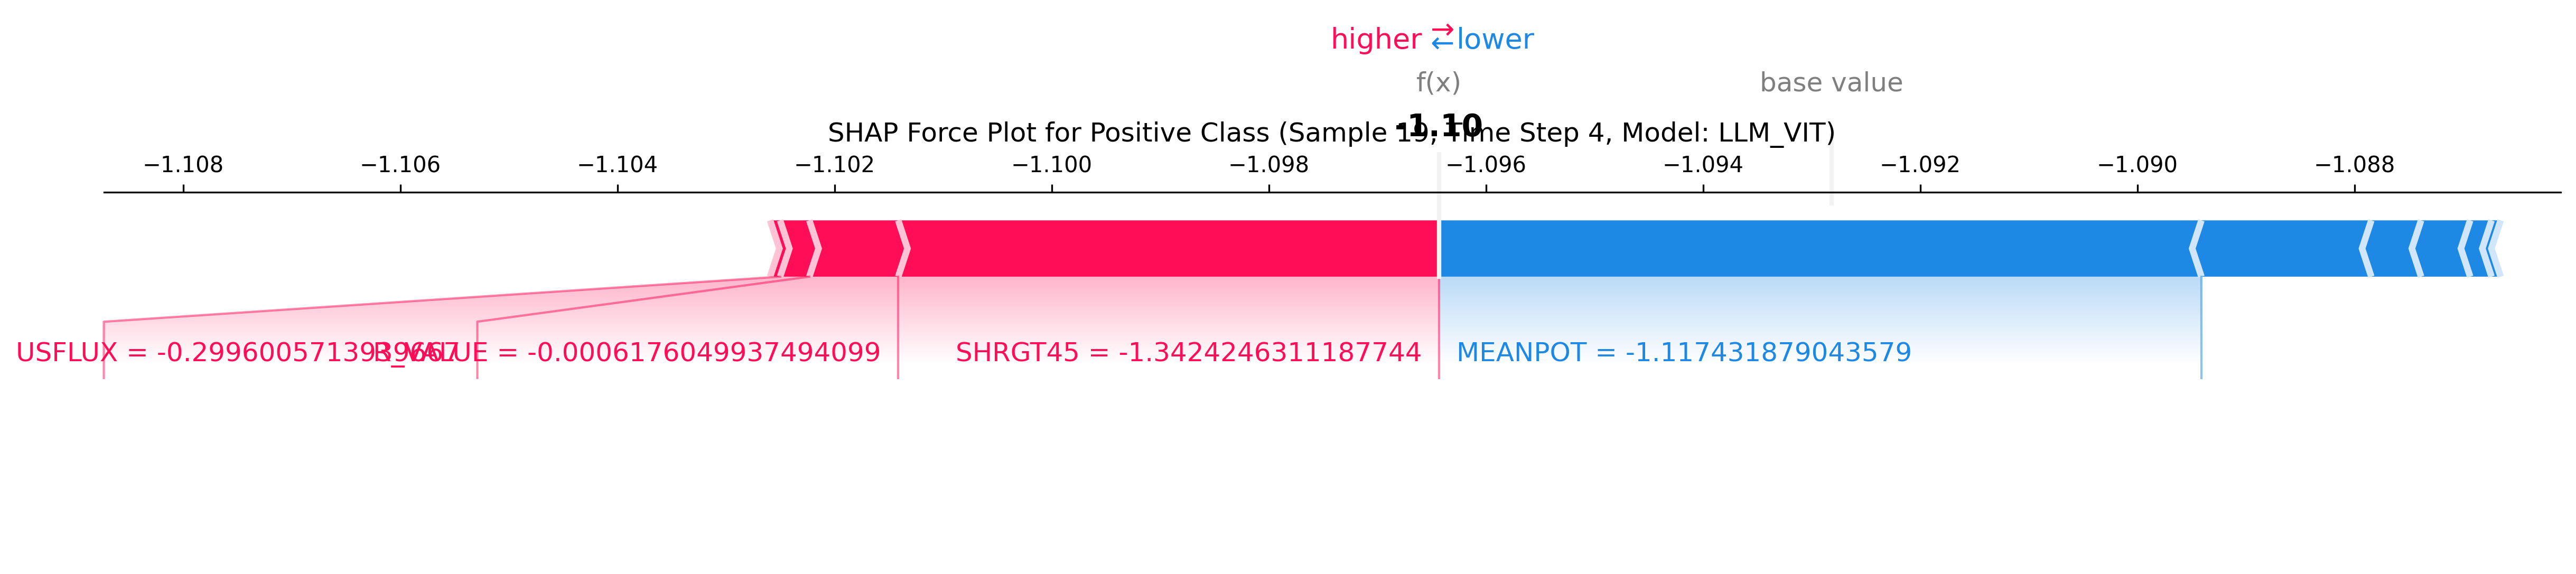 higher ⇄ lower
f(x) base value
-1.10
SHAP Force Plot for Positive Class (Sample 19, Time Step 4, Model: LLM_VIT)
−1.108 −1.106 −1.104 −1.102 −1.100 −1.098 −1.096 −1.094 −1.092 −1.090 −1.088
USFLUX = -0.2996005713939667 R_VALUE = -0.0006176049937494099 SHRGT45 = -1.3424246311187744 MEANPOT = -1.117431879043579